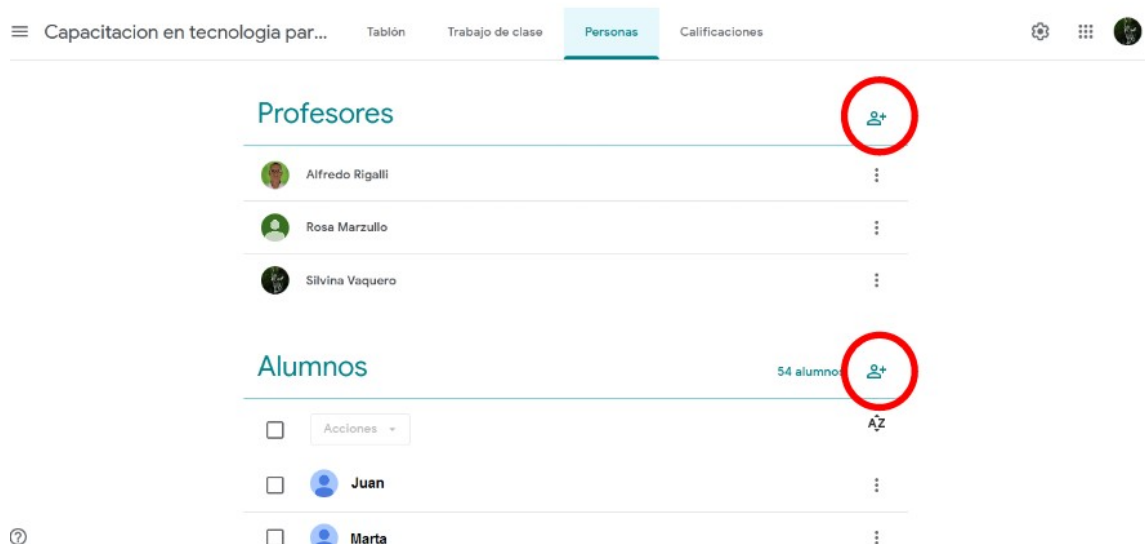 Capacitacion en tecnologia par... Tablón Trabajo de clase Personas Calificaciones
Profesores
Alfredo Rigalli
Rosa Marzullo
Silvina Vaquero
Alumnos 54 alumnos
Acciones AZ
Juan
Marta